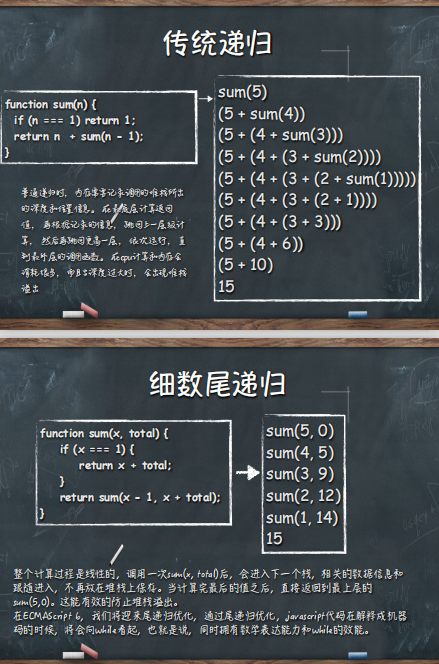 传统递归
function sum(n) {
if (n === 1) return 1;
return n + sum(n - 1);
}
sum(5)
(5 + sum(4))
(5 + (4 + sum(3)))
(5 + (4 + (3 + sum(2))))
(5 + (4 + (3 + (2 + sum(1)))))
(5 + (4 + (3 + (2 + 1))))
(5 + (4 + (3 + 3)))
(5 + (4 + 6))
(5 + 10)
15
普通递归时，内存需要记录调用的堆栈所出
的深度和位置信息。在最底层计算返回
值，再根据记录的信息，跳回上一层级计
算，然后再跳回更高一层，依次运行，直
到最外层的调用函数。在cpu计算和内存会
消耗很多，而且当深度过大时，会出现堆栈
溢出
细数尾递归
function sum(x, total) {
if (x === 1) {
return x + total;
}
return sum(x - 1, x + total);
}
sum(5, 0)
sum(4, 5)
sum(3, 9)
sum(2, 12)
sum(1, 14)
15
整个计算过程是线性的，调用一次sum(x, total)后，会进入下一个栈，相关的数据信息和
跟随进入，不再放在堆栈上保存。当计算完最后的值之后，直接返回到最上层的
sum(5,0)。这能有效的防止堆栈溢出。
在ECMAScript 6，我们将迎来尾递归优化，通过尾递归优化，javascript代码在解释成机器
码的时候，将会向while看起，也就是说，同时拥有数学表达能力和while的效能。